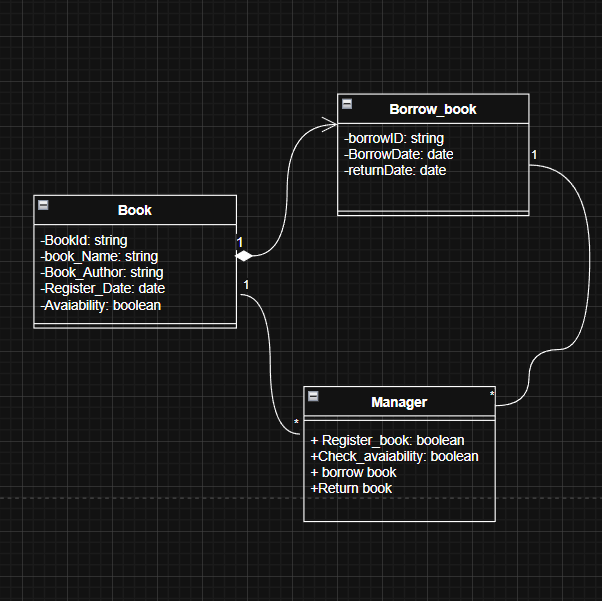 Borrow_book
-borrowID: string
-BorrowDate: date
-returnDate: date
1
Book
-BookId: string
-book_Name: string
-Book_Author: string
-Register_Date: date
-Avaiability: boolean
1
1
*
*
Manager
+ Register_book: boolean
+Check_avaiability: boolean
+ borrow book
+Return book